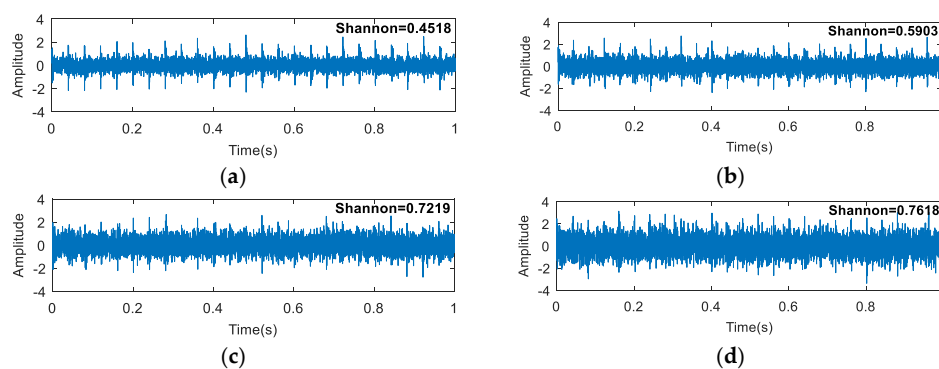 4
Shannon=0.4518
2
0
-2
-4
Amplitude
0 0.2 0.4 0.6 0.8 1
Time(s)
(a)
4
Shannon=0.5903
2
0
-2
-4
Amplitude
0 0.2 0.4 0.6 0.8
Time(s)
(b)
4
Shannon=0.7219
2
0
-2
-4
Amplitude
0 0.2 0.4 0.6 0.8 1
Time(s)
(c)
4
Shannon=0.7618
2
0
-2
-4
Amplitude
0 0.2 0.4 0.6 0.8
Time(s)
(d)